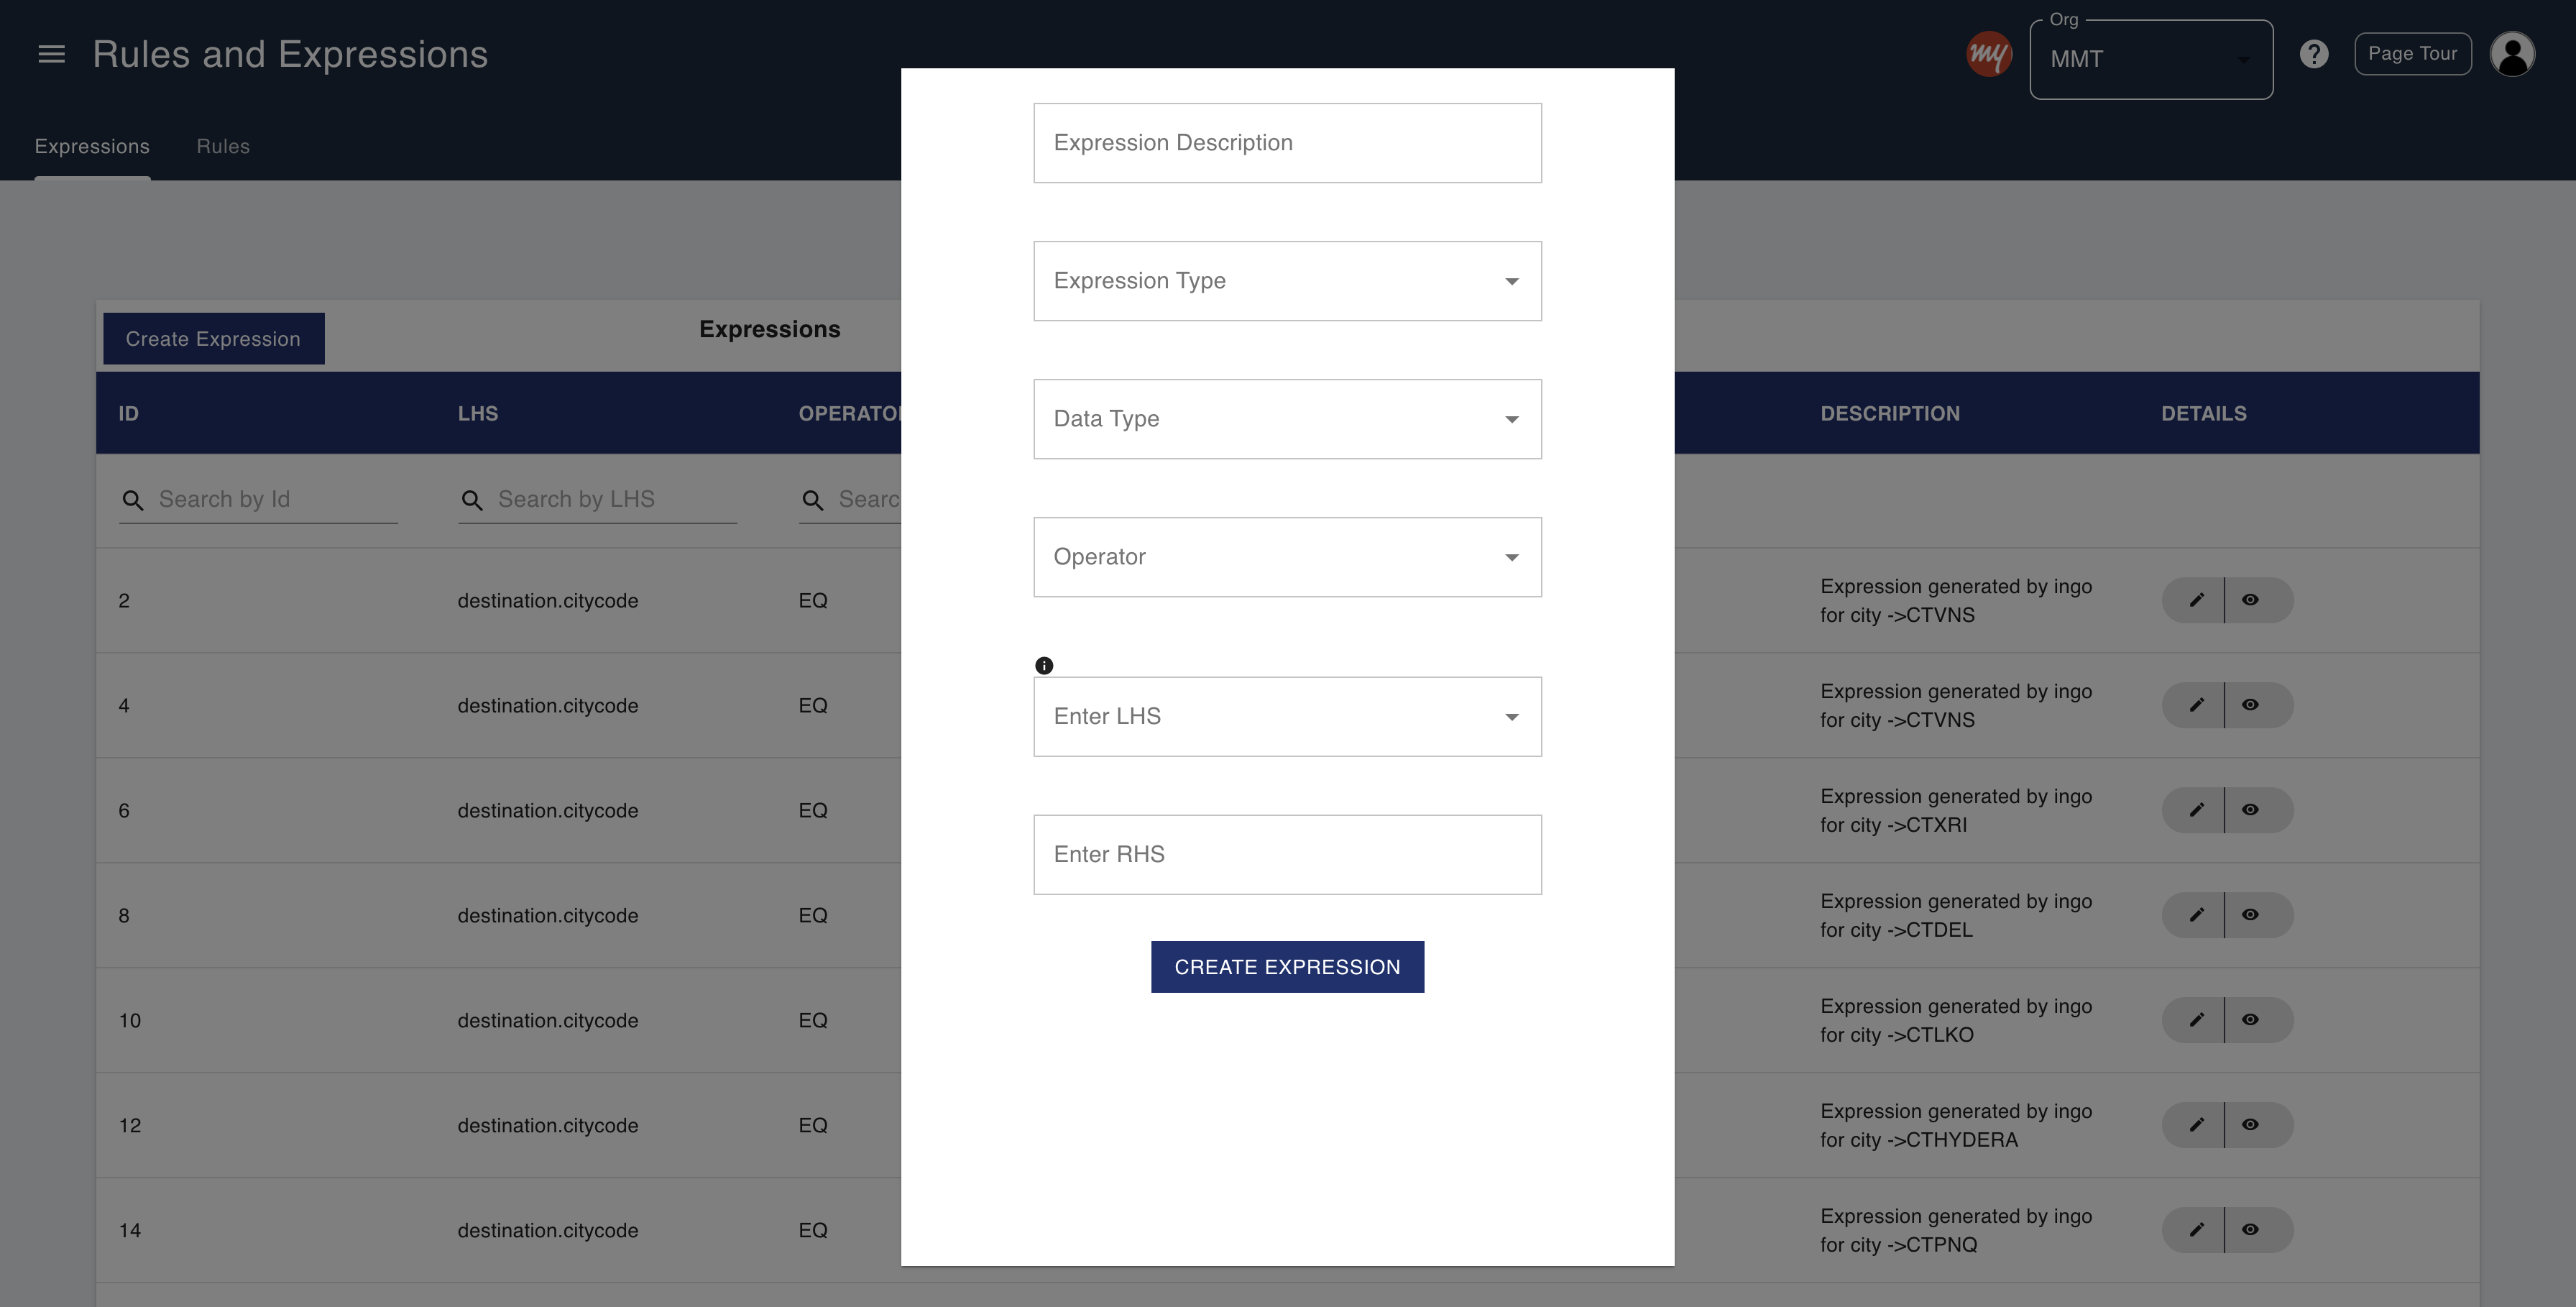 Rules and Expressions
my
Org
MMT
?
Page Tour
Expressions
Rules
Create Expression
Expressions
ID
LHS
OPERATOR
DESCRIPTION
DETAILS
Search by Id
Search by LHS
Searc
2
destination.citycode
EQ
Expression generated by ingo
for city ->CTVNS
4
destination.citycode
EQ
Expression generated by ingo
for city ->CTVNS
6
destination.citycode
EQ
Expression generated by ingo
for city ->CTXRI
8
destination.citycode
EQ
Expression generated by ingo
for city ->CTDEL
10
destination.citycode
EQ
Expression generated by ingo
for city ->CTLKO
12
destination.citycode
EQ
Expression generated by ingo
for city ->CTHYDERA
14
destination.citycode
EQ
Expression generated by ingo
for city ->CTPNQ
Expression Description
Expression Type
Data Type
Operator
Enter LHS
Enter RHS
CREATE EXPRESSION